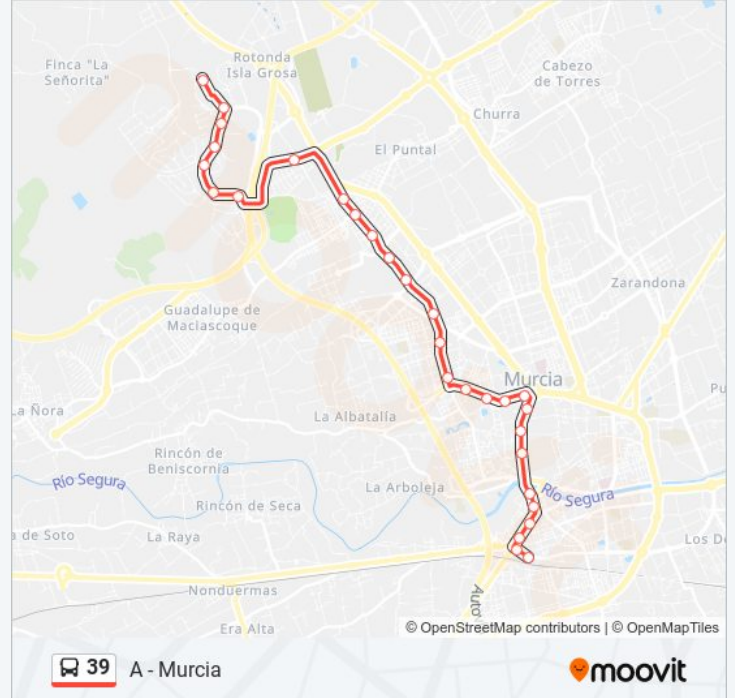 Finca "La
Señorita"
Rotonda
Isla Grosa
Cabezo
de Torres
Churra
El Puntal
Zarandona
Guadalupe de
Maciascoque
Murcia
Pu
La Ñora
La Albatalía
Rincón de
Beniscornia
Río Segura
La Arboleja
Río Segura
Rincón de Seca
a de Soto
La Raya
Los D
Nonduermas
Auto
Era Alta
© OpenStreetMap contributors | © OpenMapTiles
39
A - Murcia
moovit